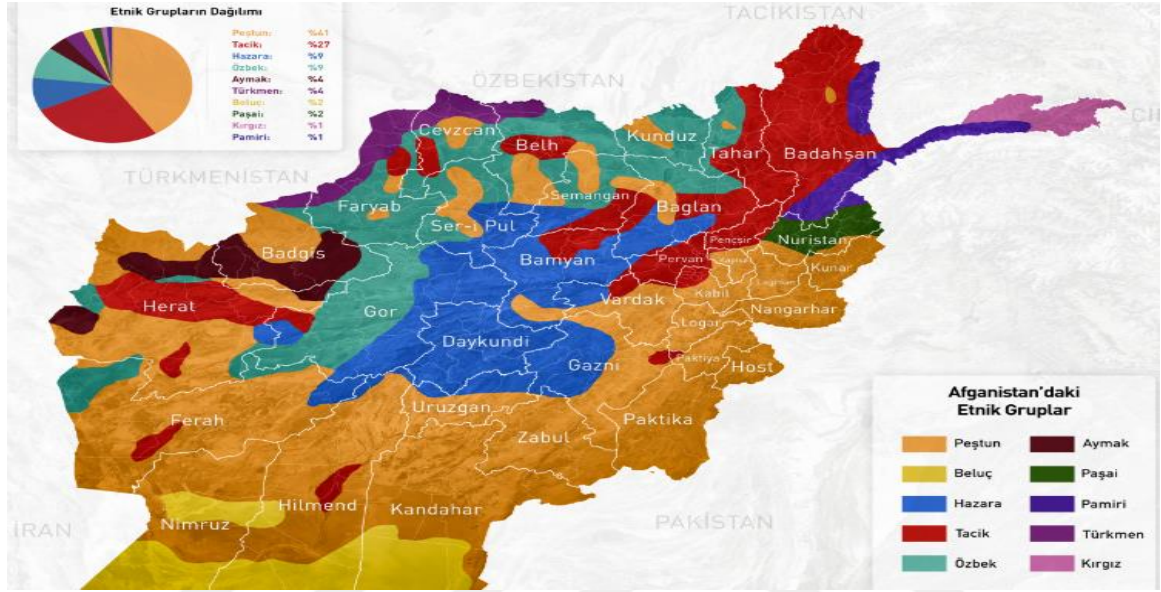 Etnik Grupların Dağılımı
Peştun: %41
Tacik: %27
Hazara: %9
Özbek: %9
Aymak: %4
Türkmen: %4
Beluç: %2
Paşai: %2
Kırgız: %1
Pamiri: %1
TACİKİSTAN
ÖZBEKİSTAN
TÜRKMENİSTAN
İRAN
PAKİSTAN
Çİ
Cevzcan
Belh
Kunduz
Tahar
Badahşan
Faryab
Ser-i Pul
Semangan
Baglan
Badgis
Bamyan
Pençşir
Nuristan
Pervan
Kunar
Herat
Gor
Vardak
Kabil
Nangarhar
Logar
Daykundi
Gazni
Paktiya
Host
Ferah
Uruzgan
Zabul
Paktika
Nimruz
Hilmend
Kandahar
Afganistan'daki
Etnik Gruplar
Peştun Aymak
Beluç Paşai
Hazara Pamiri
Tacik Türkmen
Özbek Kırgız